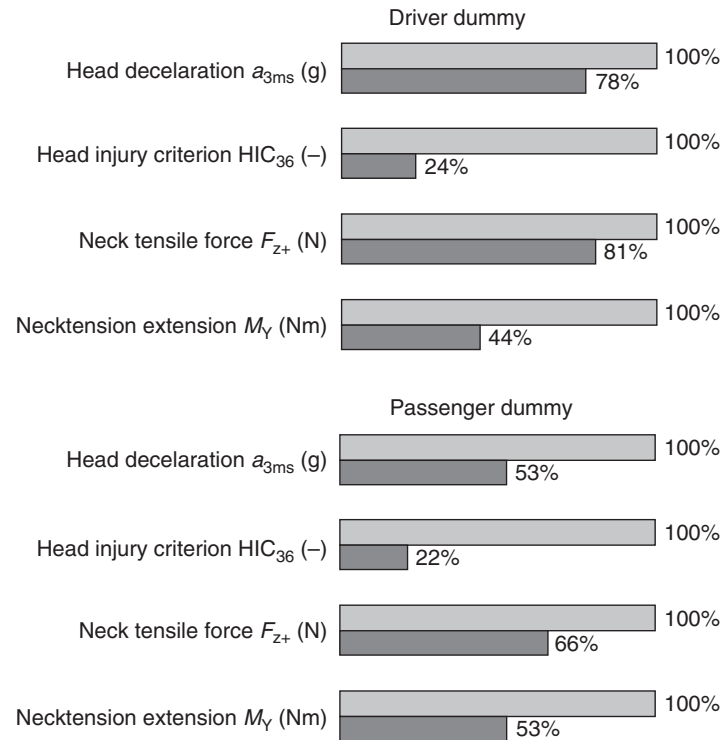 Driver dummy
Head decelaration a3ms (g) 100%
78%
Head injury criterion HIC36 (–) 100%
24%
Neck tensile force Fz+ (N) 100%
81%
Necktension extension MY (Nm) 100%
44%
Passenger dummy
Head decelaration a3ms (g) 100%
53%
Head injury criterion HIC36 (–) 100%
22%
Neck tensile force Fz+ (N) 100%
66%
Necktension extension MY (Nm) 100%
53%